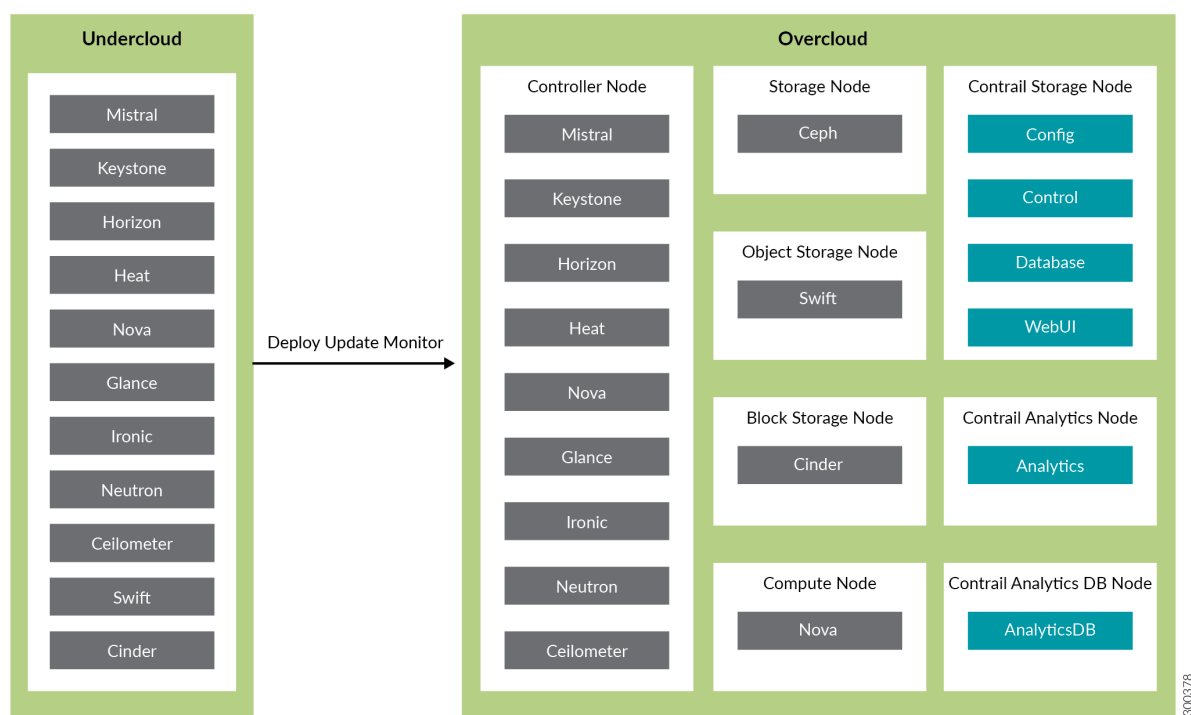 Undercloud
Mistral
Keystone
Horizon
Heat
Nova
Glance
Ironic
Neutron
Ceilometer
Swift
Cinder
Deploy Update Monitor
Overcloud
Controller Node
Mistral
Keystone
Horizon
Heat
Nova
Glance
Ironic
Neutron
Ceilometer
Storage Node
Ceph
Object Storage Node
Swift
Block Storage Node
Cinder
Compute Node
Nova
Contrail Storage Node
Config
Control
Database
WebUI
Contrail Analytics Node
Analytics
Contrail Analytics DB Node
AnalyticsDB
300378